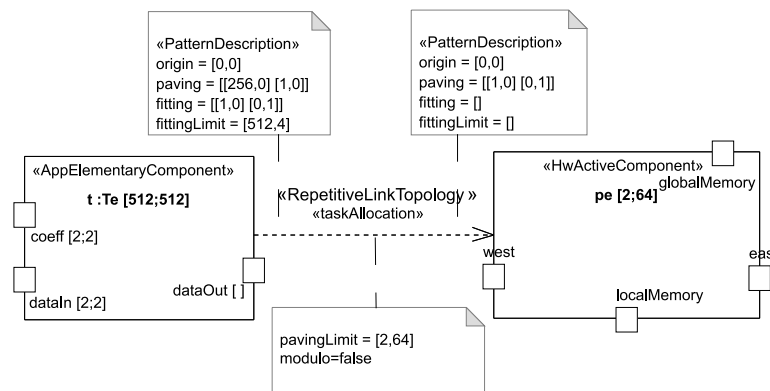 «PatternDescription»
origin = [0,0]
paving = [[256,0] [1,0]]
fitting = [[1,0] [0,1]]
fittingLimit = [512,4]
«PatternDescription»
origin = [0,0]
paving = [[1,0] [0,1]]
fitting = []
fittingLimit = []
«AppElementaryComponent»
t :Te [512;512]
coeff [2;2]
dataIn [2;2]
dataOut [ ]
«RepetitiveLinkTopology »
«taskAllocation»
«HwActiveComponent»
globalMemory
pe [2;64]
west
eas
localMemory
pavingLimit = [2,64]
modulo=false